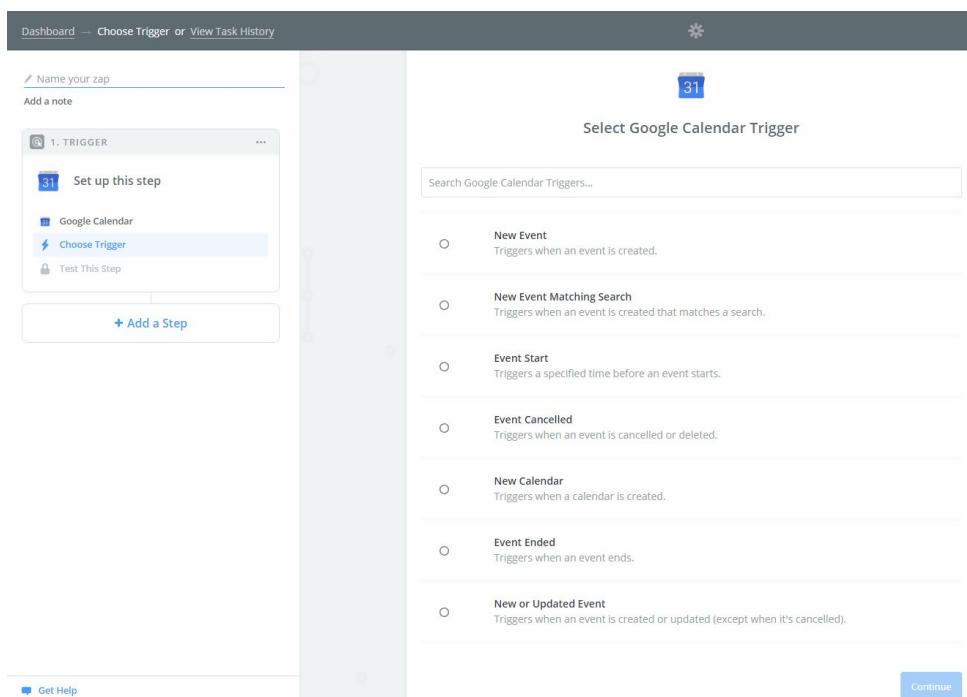 Dashboard → Choose Trigger or View Task History
Name your zap
Add a note
1. TRIGGER
...
31
Set up this step
Google Calendar
Choose Trigger
Test This Step
+ Add a Step
Get Help
31
Select Google Calendar Trigger
Search Google Calendar Triggers...
New Event
Triggers when an event is created.
New Event Matching Search
Triggers when an event is created that matches a search.
Event Start
Triggers a specified time before an event starts.
Event Cancelled
Triggers when an event is cancelled or deleted.
New Calendar
Triggers when a calendar is created.
Event Ended
Triggers when an event ends.
New or Updated Event
Triggers when an event is created or updated (except when it's cancelled).
Continue